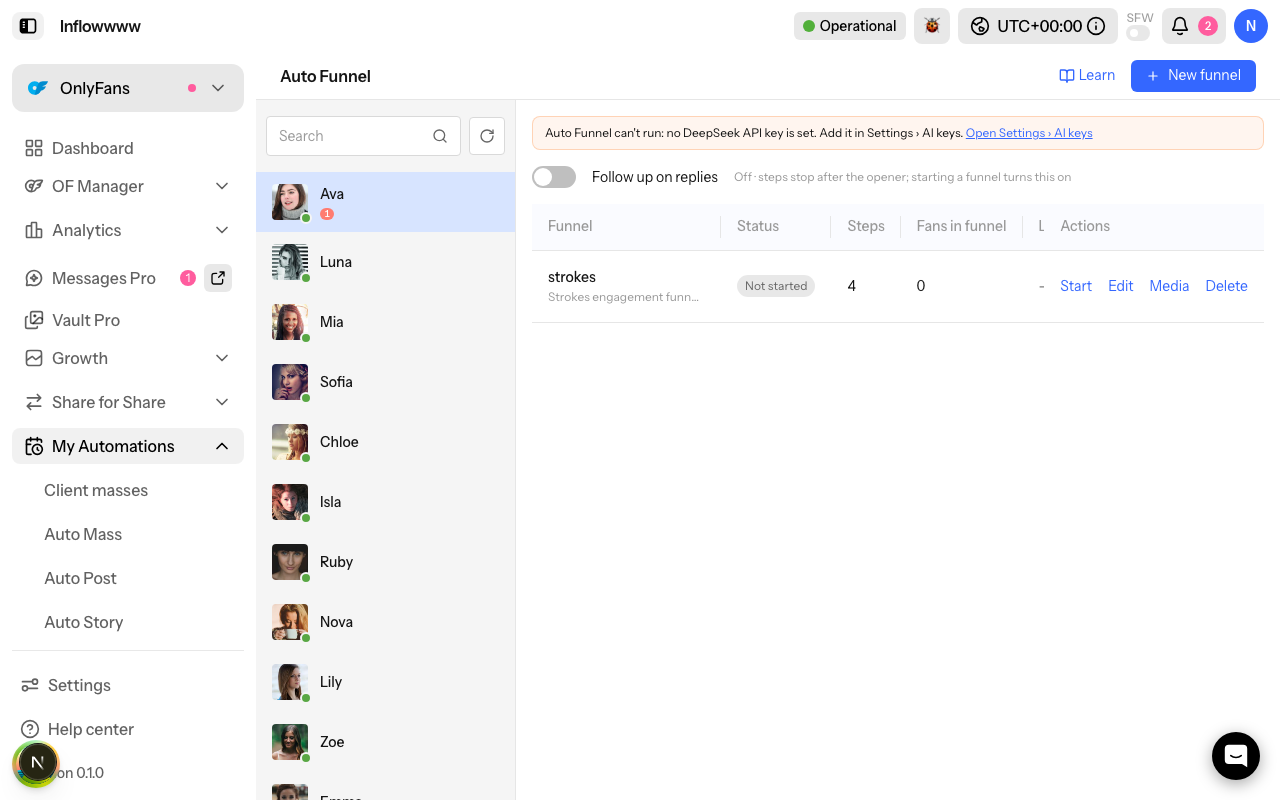 Inflowwww
Operational
UTC+00:00
SFW
2
N
OnlyFans
Dashboard
OF Manager
Analytics
Messages Pro
1
Vault Pro
Growth
Share for Share
My Automations
Client masses
Auto Mass
Auto Post
Auto Story
Settings
Help center
N
on 0.1.0
Auto Funnel
Learn
New funnel
Search
Ava
1
Luna
Mia
Sofia
Chloe
Isla
Ruby
Nova
Lily
Zoe
Auto Funnel can't run: no DeepSeek API key is set. Add it in Settings › AI keys. Open Settings › AI keys
Follow up on replies
Off · steps stop after the opener; starting a funnel turns this on
Funnel Status Steps Fans in funnel L Actions
strokes
Strokes engagement funn...
Not started
4
0
-
Start Edit Media Delete